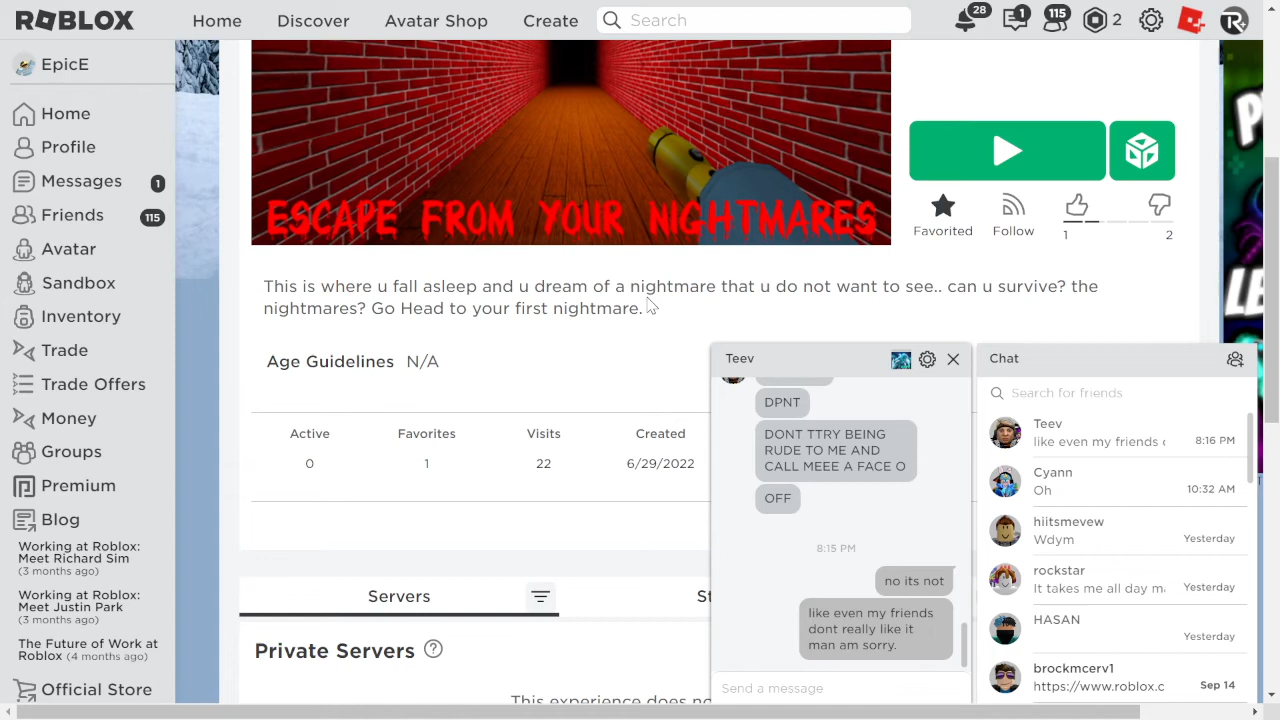 ROBLOX
Home
Discover
Avatar Shop
Create
Search
28
1
115
2
EpicE
Home
Profile
Messages
1
Friends
115
Avatar
Sandbox
Inventory
Trade
Trade Offers
Money
Groups
Premium
Blog
Working at Roblox:
Meet Richard Sim
(3 months ago)
Working at Roblox:
Meet Justin Park
(3 months ago)
The Future of Work at
Roblox (4 months ago)
Official Store
ESCAPE FROM YOUR NIGHTMARES
Favorited
Follow
1
2
This is where u fall asleep and u dream of a nightmare that u do not want to see.. can u survive? the
nightmares? Go Head to your first nightmare.
Age Guidelines N/A
Active
0
Favorites
1
Visits
22
Created
6/29/2022
Servers
Private Servers
This experience does no
Teev
DPNT
DONT TTRY BEING
RUDE TO ME AND
CALL MEEE A FACE O
OFF
8:15 PM
no its not
like even my friends
dont really like it
man am sorry.
Send a message
Chat
Search for friends
Teev
like even my friends
8:16 PM
Cyann
Oh
10:32 AM
hiitsmevew
Wdym
Yesterday
rockstar
It takes me all day
Yesterday
HASAN
Yesterday
brockmcerv1
https://www.roblox.c
Sep 14